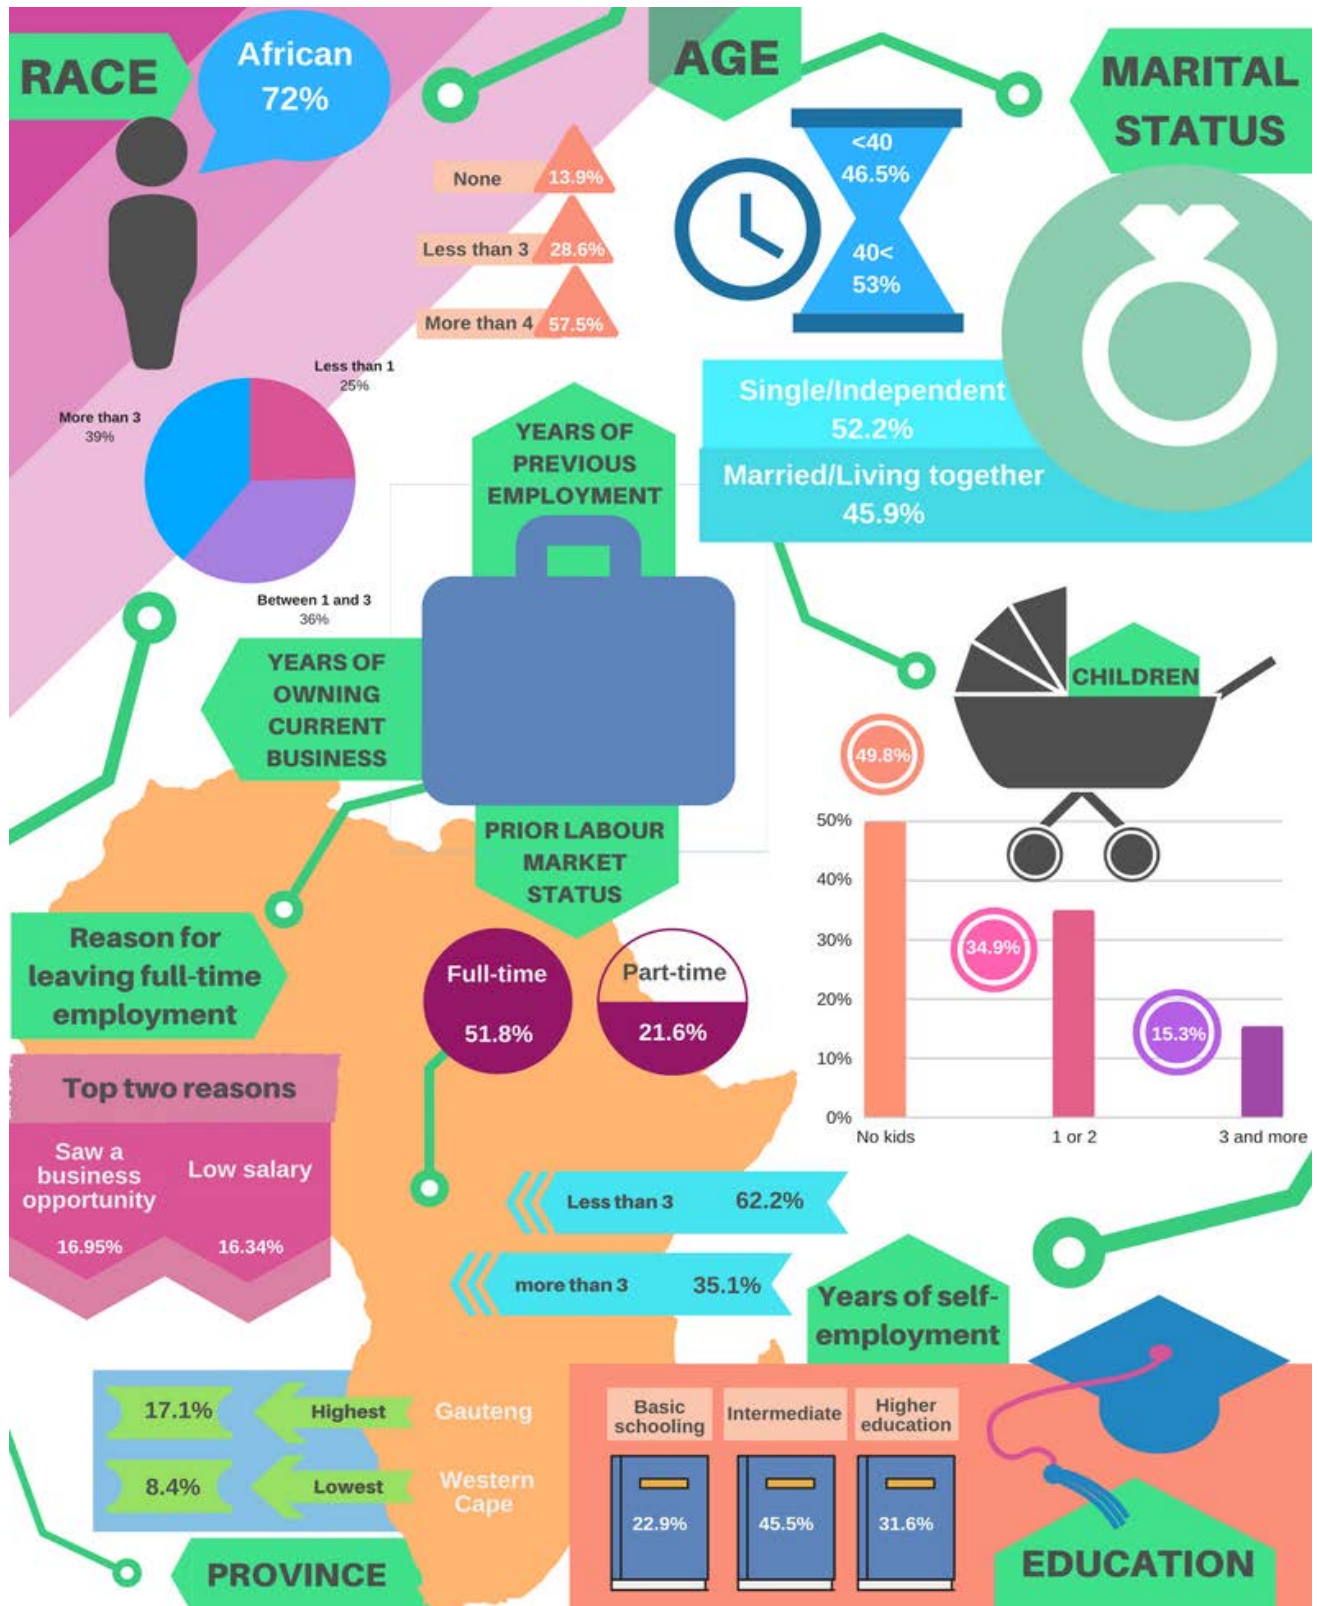 RACE
African
72%
AGE
MARITAL
STATUS
None
13.9%
Less than 3
28.6%
More than 4
57.5%
<40
46.5%
40<
53%
Less than 1
25%
More than 3
39%
Between 1 and 3
36%
YEARS OF
PREVIOUS
EMPLOYMENT
Single/Independent
52.2%
Married/Living together
45.9%
YEARS OF
OWNING
CURRENT
BUSINESS
CHILDREN
49.8%
50%
40%
30%
20%
10%
0%
34.9%
15.3%
No kids
1 or 2
3 and more
PRIOR LABOUR
MARKET
STATUS
Full-time
51.8%
Part-time
21.6%
Reason for
leaving full-time
employment
Top two reasons
Saw a
business
opportunity
16.95%
Low salary
16.34%
Less than 3 62.2%
more than 3 35.1%
Years of self-
employment
17.1% Highest Gauteng
8.4% Lowest Western
Cape
PROVINCE
Basic
schooling
22.9%
Intermediate
45.5%
Higher
education
31.6%
EDUCATION